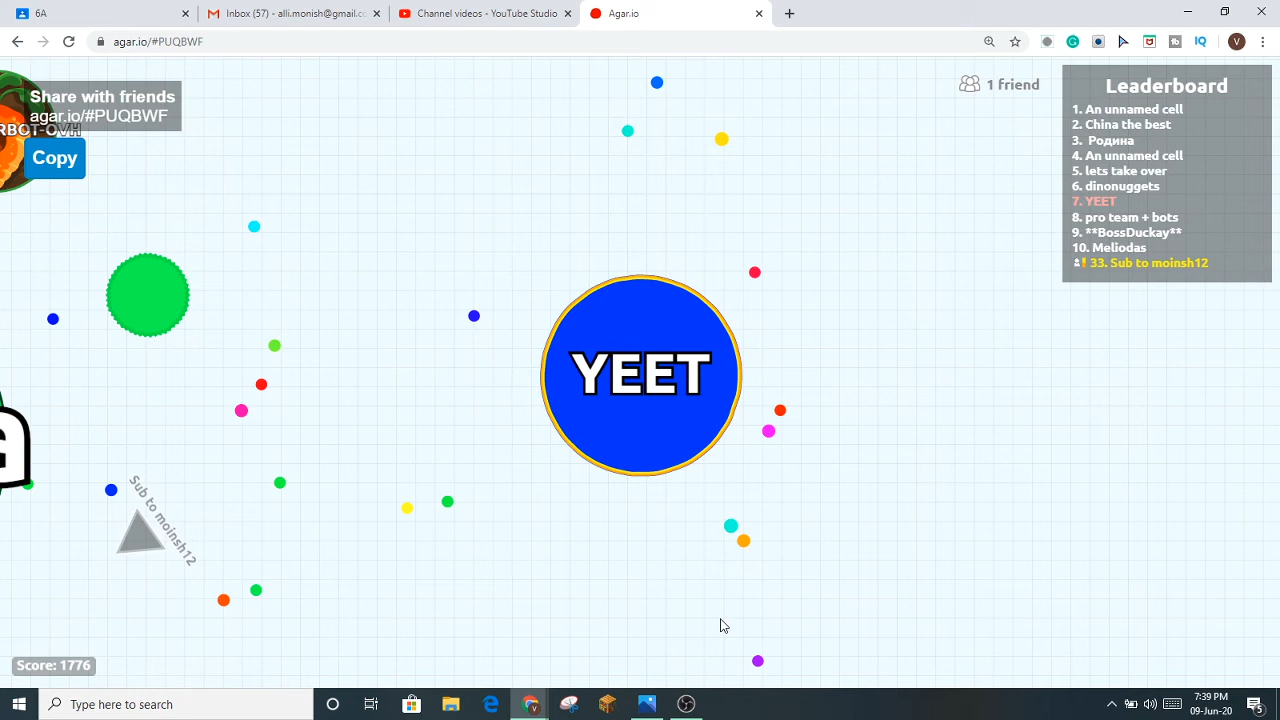 6A
Inbox (57) - alli.monish@gmail.co
Channel videos - YouTube Studio
Agar.io
agar.io/#PUQBWF
Share with friends
agar.io/#PUQBWF
RBOT-OVH
Copy
1 friend
Leaderboard
1. An unnamed cell
2. China the best
3. Родина
4. An unnamed cell
5. lets take over
6. dinonuggets
7. YEET
8. pro team + bots
9. **BossDuckay**
10. Meliodas
33. Sub to moinsh12
YEET
Sub to moinsh12
Score: 1776
Type here to search
7:39 PM
09-Jun-20